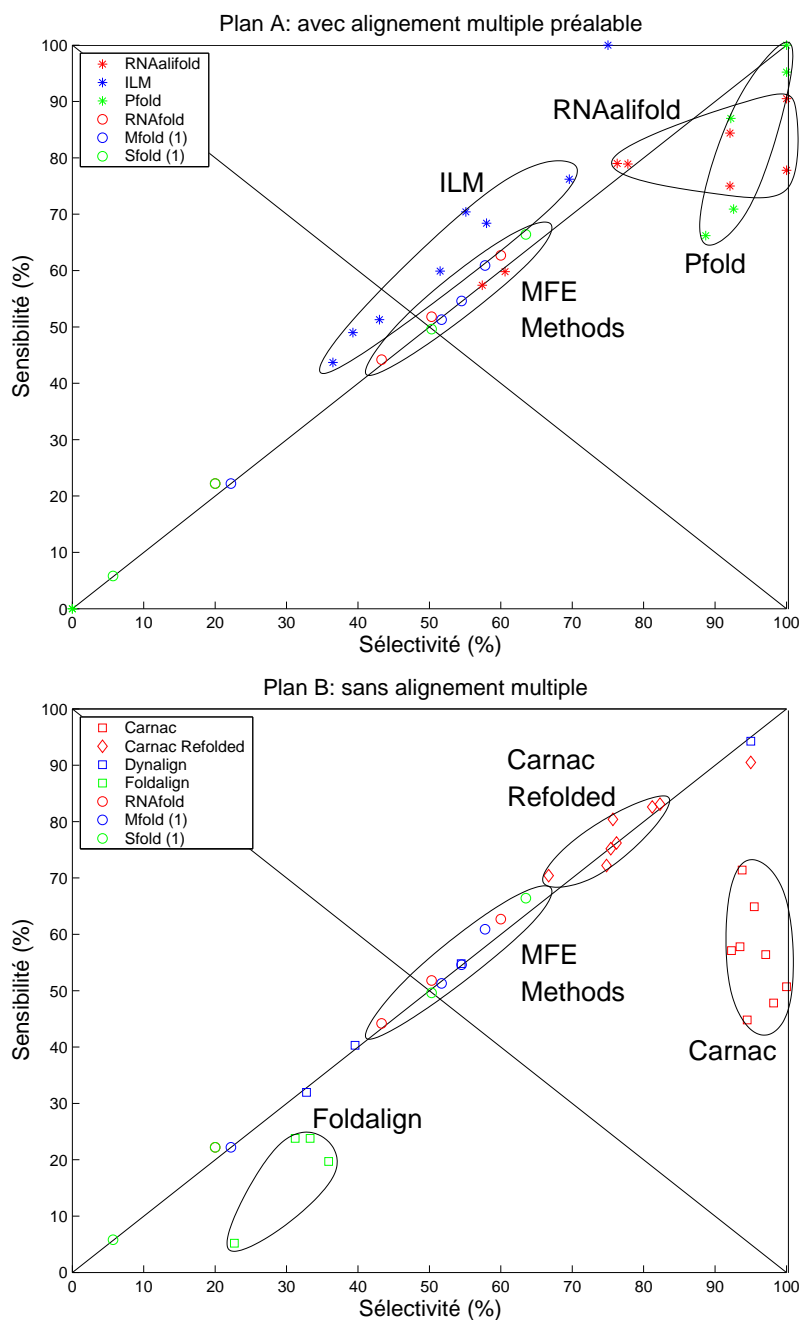 Plan A: avec alignement multiple préalable
100
90
80
70
60
50
40
30
20
10
0
Sensibilité (%)
RNAalifold
ILM
Pfold
RNAfold
Mfold (1)
Sfold (1)
RNAalifold
ILM
Pfold
MFE
Methods
0 10 20 30 40 50 60 70 80 90 100
Sélectivité (%)
Plan B: sans alignement multiple
100
90
80
70
60
50
40
30
20
10
0
Sensibilité (%)
Carnac
Carnac Refolded
Dynalign
Foldalign
RNAfold
Mfold (1)
Sfold (1)
Carnac
Refolded
MFE
Methods
Carnac
Foldalign
0 10 20 30 40 50 60 70 80 90 100
Sélectivité (%)